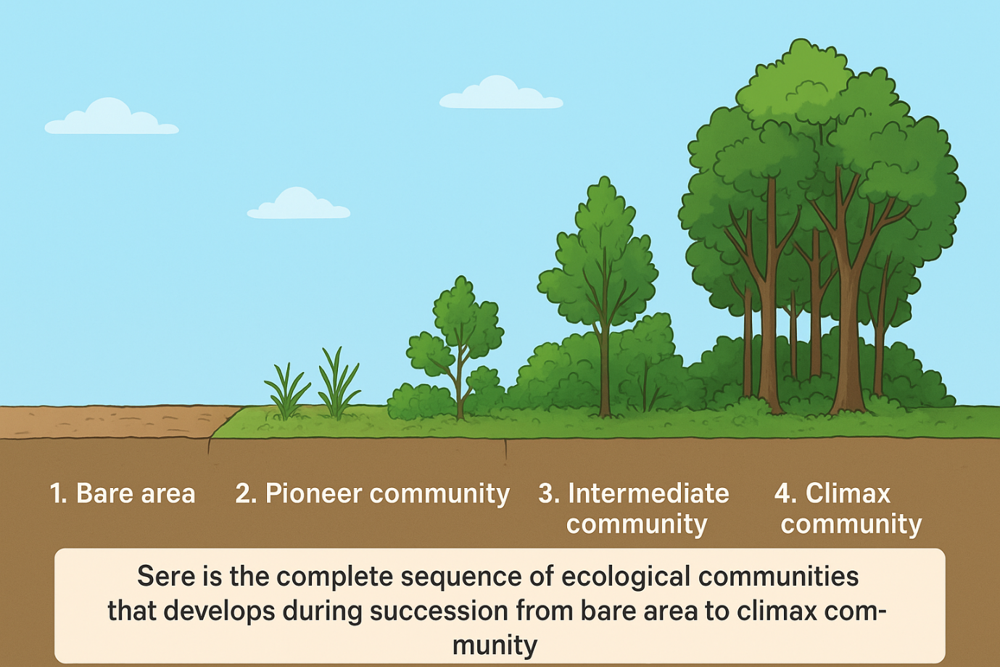 1. Bare area
2. Pioneer community
3. Intermediate
community
4. Climax
community
Sere is the complete sequence of ecological communities
that develops during succession from bare area to climax com-
munity